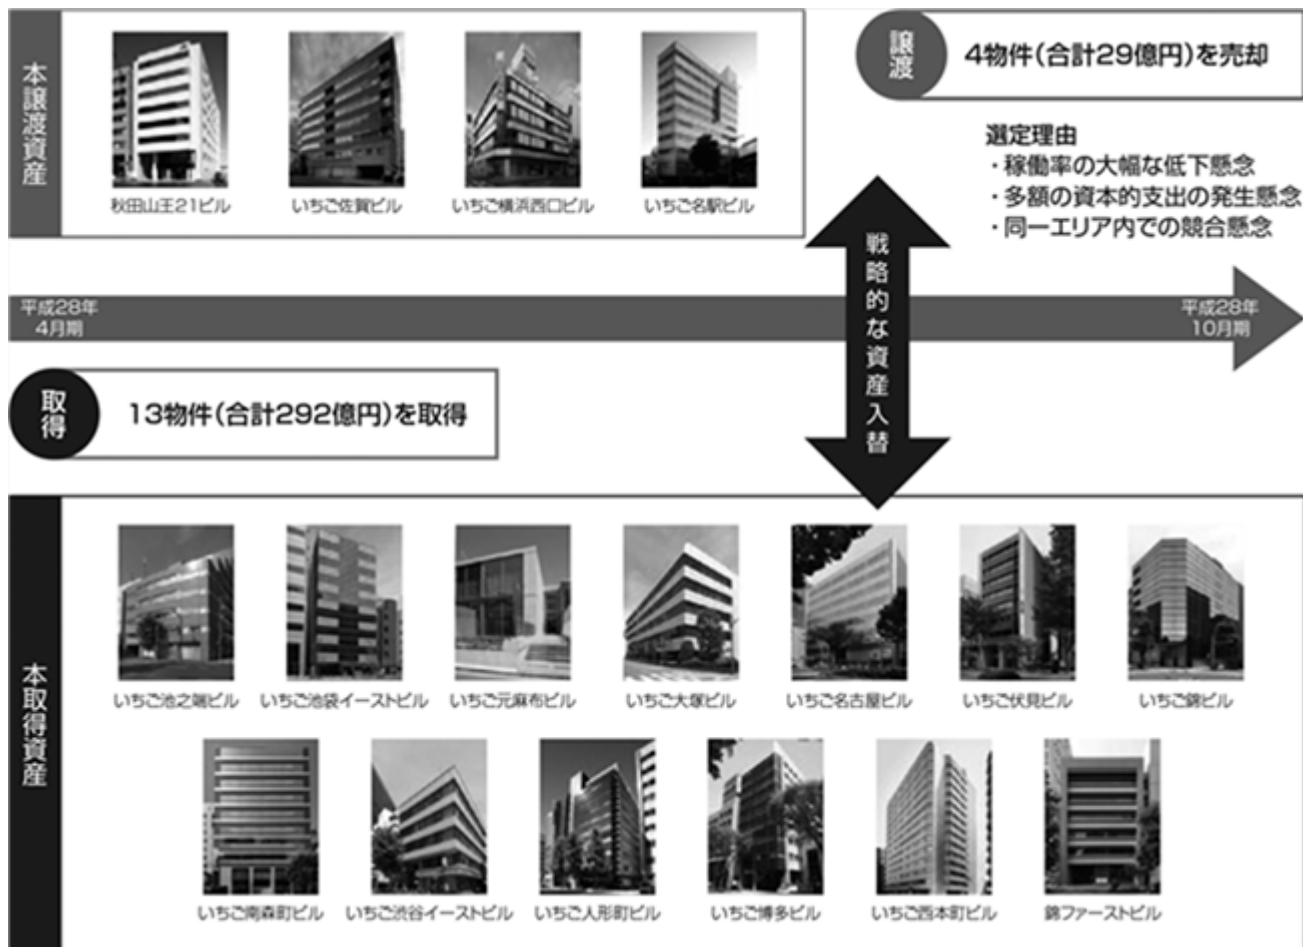 本譲渡資産
秋田山王21ビル
いちご佐賀ビル
いちご横浜西口ビル
いちご名駅ビル
譲渡
4物件(合計29億円)を売却
選定理由
・稼働率の大幅な低下懸念
・多額の資本的支出の発生懸念
・同一エリア内での競合懸念
戦略的な資産入替
平成28年
4月期
平成28年
10月期
取得
13物件(合計292億円)を取得
本取得資産
いちご池之端ビル
いちご池袋イーストビル
いちご元麻布ビル
いちご大塚ビル
いちご名古屋ビル
いちご伏見ビル
いちご錦ビル
いちご南森町ビル
いちご渋谷イーストビル
いちご人形町ビル
いちご博多ビル
いちご西本町ビル
錦ファーストビル